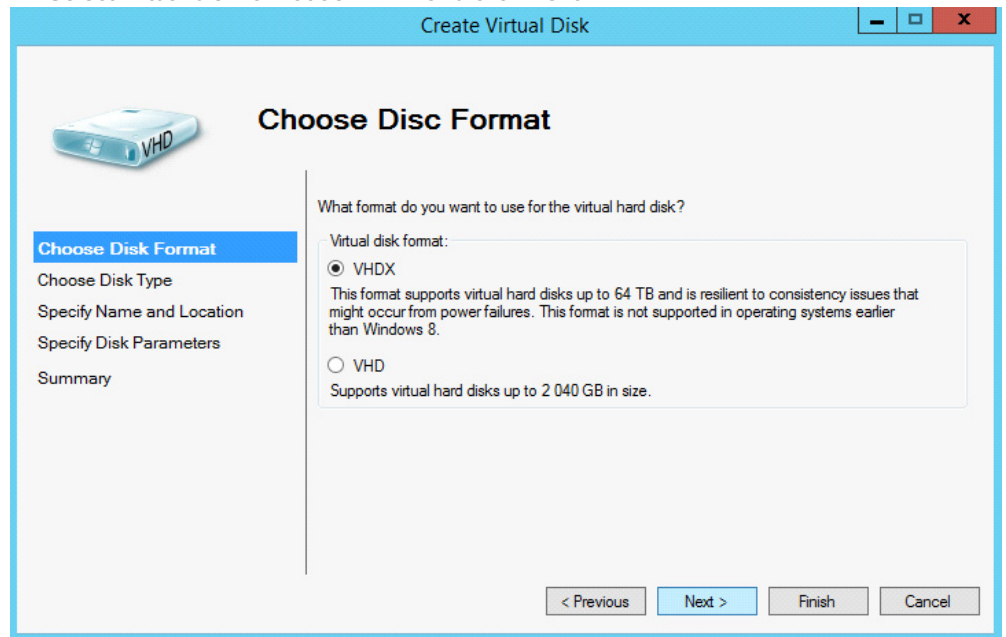 Create Virtual Disk
VHD
Choose Disc Format
What format do you want to use for the virtual hard disk?
Choose Disk Format
Choose Disk Type
Specify Name and Location
Specify Disk Parameters
Summary
Virtual disk format:
VHDX
This format supports virtual hard disks up to 64 TB and is resilient to consistency issues that
might occur from power failures. This format is not supported in operating systems earlier
than Windows 8.
VHD
Supports virtual hard disks up to 2 040 GB in size.
< Previous
Next >
Finish
Cancel